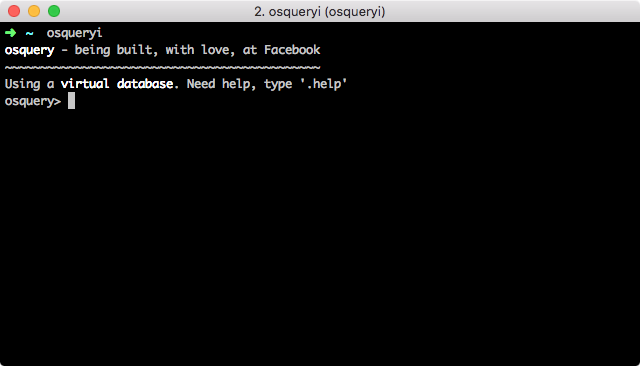 2. osqueryi (osqueryi)
➜ ~ osqueryi
osquery - being built, with love, at Facebook
~~~~~~~~~~~~~~~~~~~~~~~~~~~~~~~~~~~~~~~~~~~~~
Using a virtual database. Need help, type '.help'
osquery>